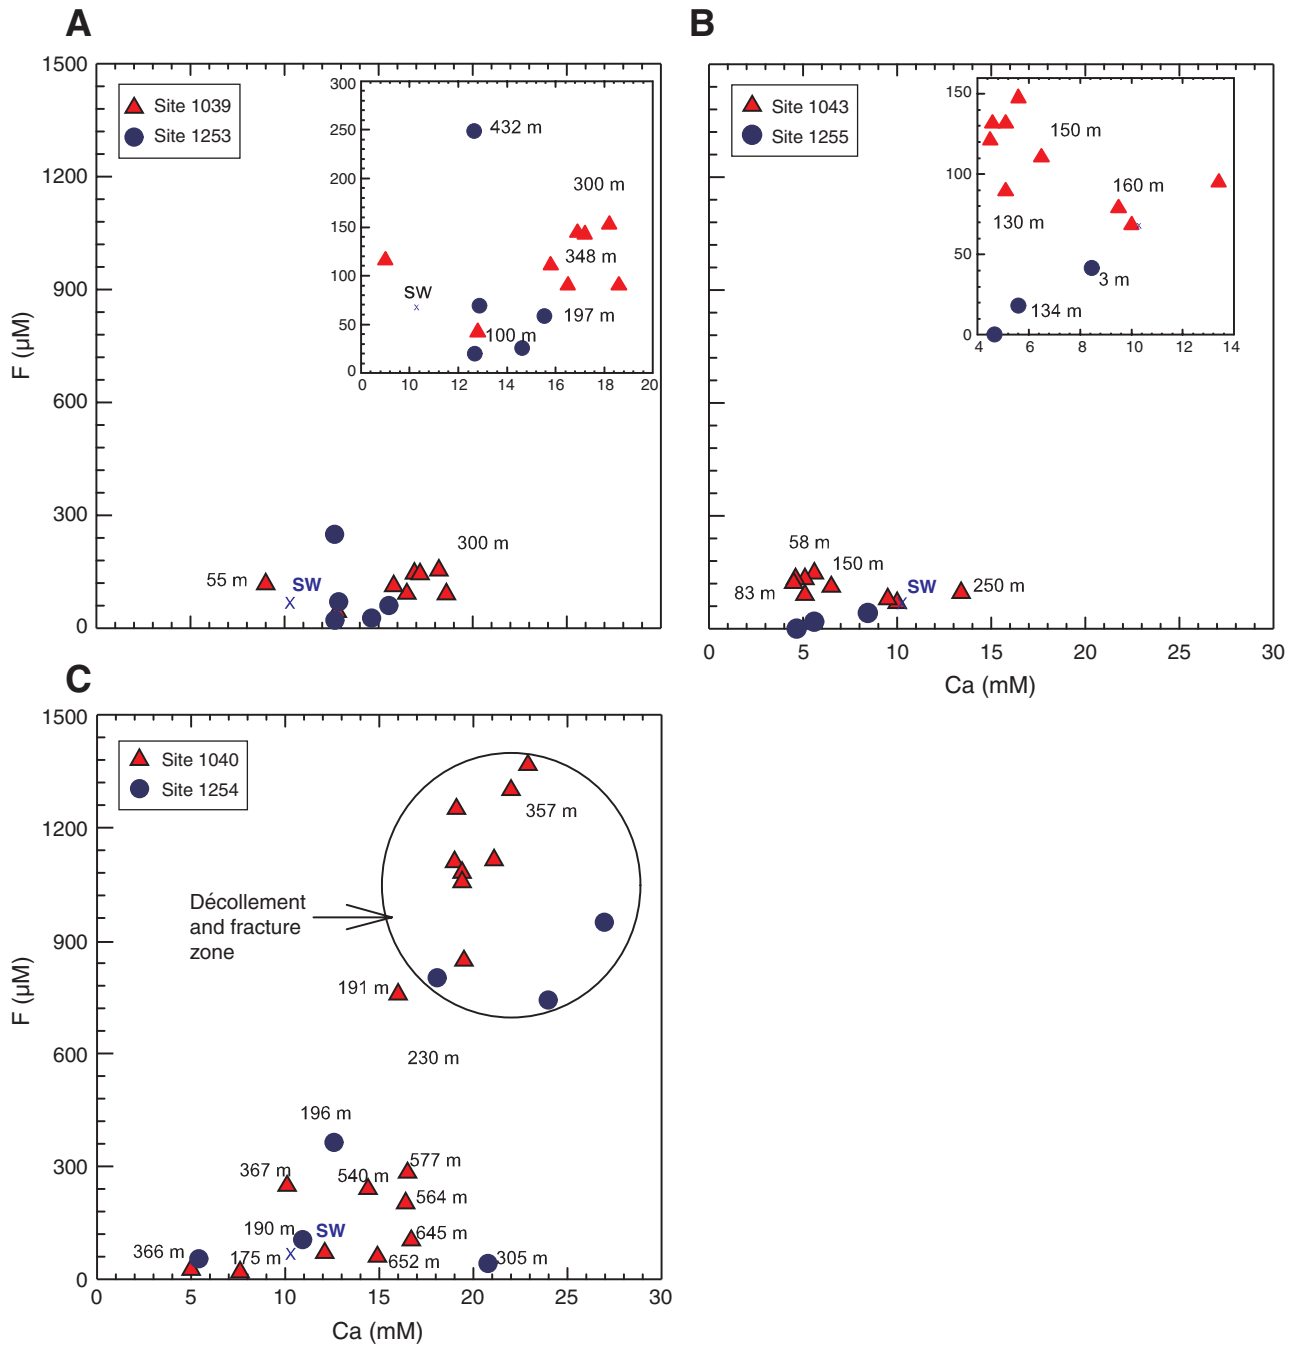 A
1500
1200
900
600
300
0
F (µM)
Site 1039
Site 1253
300
250
200
150
100
50
0
0
10
12
14
16
18
20
432 m
300 m
348 m
197 m
100 m
SW
x
55 m
SW
X
300 m
B
Site 1043
Site 1255
150
100
50
0
4
6
8
10
12
14
150 m
160 m
130 m
3 m
134 m
x
58 m
150 m
83 m
SW
X
250 m
0
5
10
15
20
25
30
Ca (mM)
C
1500
1200
900
600
300
0
F (µM)
Site 1040
Site 1254
357 m
Décollement
and fracture
zone
191 m
230 m
196 m
367 m
540 m
577 m
564 m
190 m
SW
X
645 m
366 m
175 m
652 m
305 m
0
5
10
15
20
25
30
Ca (mM)